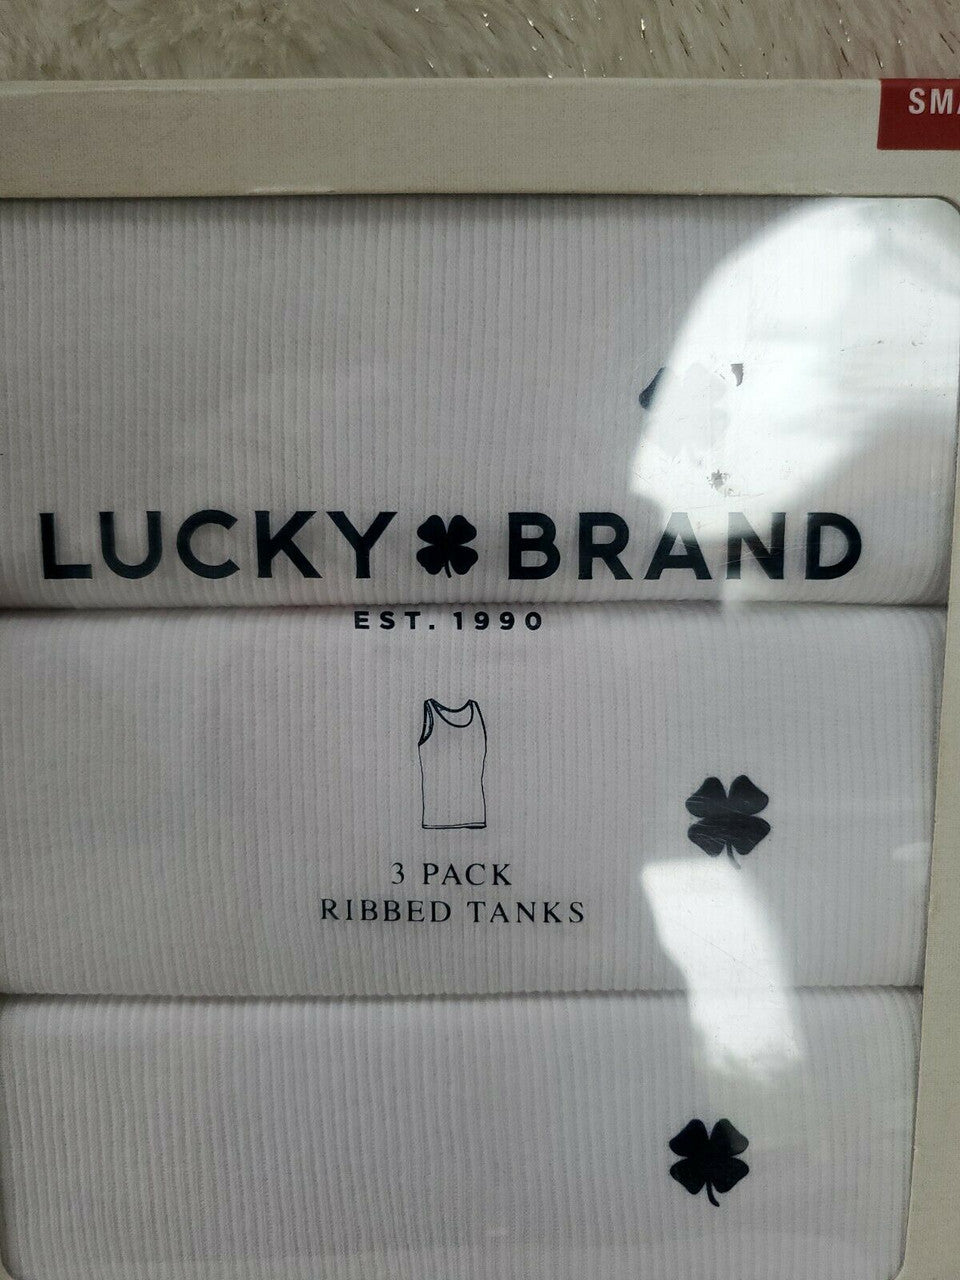 SMA
LUCKY BRAND
EST. 1990
3 PACK
RIBBED TANKS